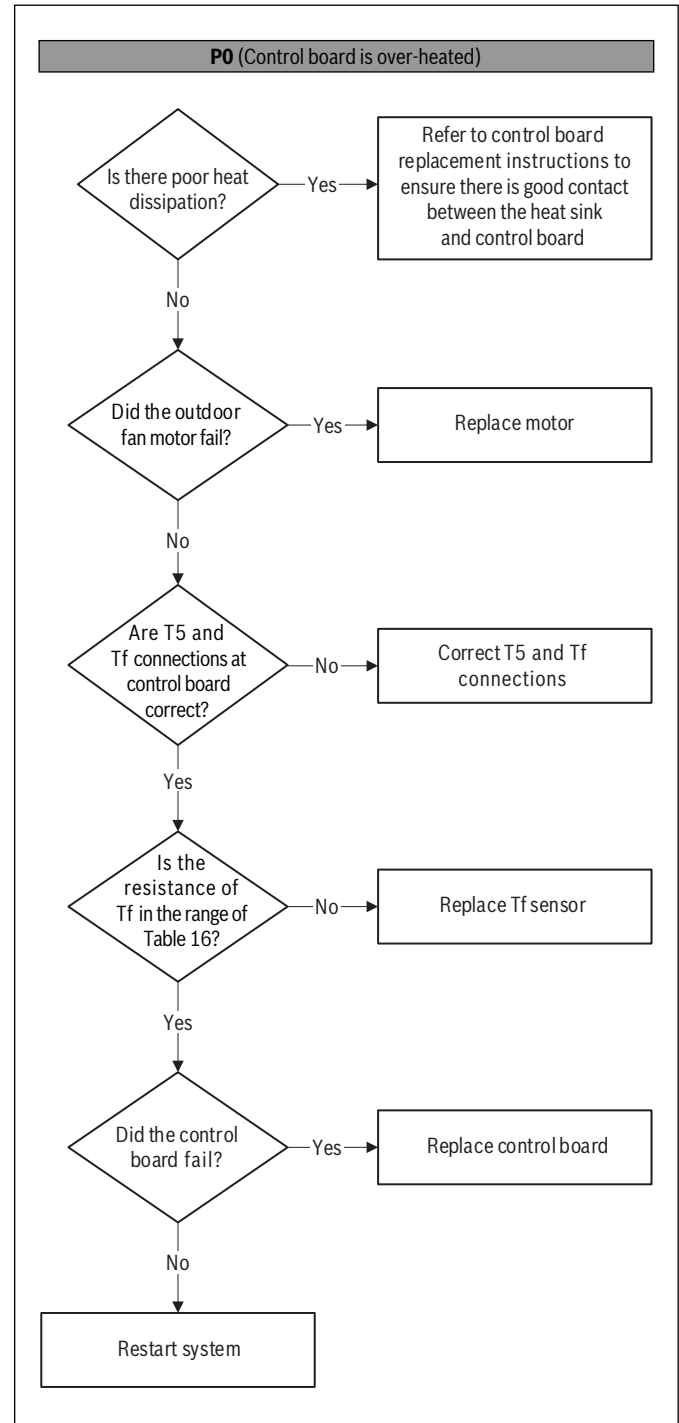 P0 (Control board is over-heated)
Is there poor heat
dissipation?
Yes
Refer to control board
replacement instructions to
ensure there is good contact
between the heat sink
and control board
No
Did the outdoor
fan motor fail?
Yes
Replace motor
No
Are T5 and
Tf connections at
control board
correct?
No
Correct T5 and Tf
connections
Yes
Is the
resistance of
Tf in the range of
Table 16?
No
Replace Tf sensor
Yes
Did the control
board fail?
Yes
Replace control board
No
Restart system